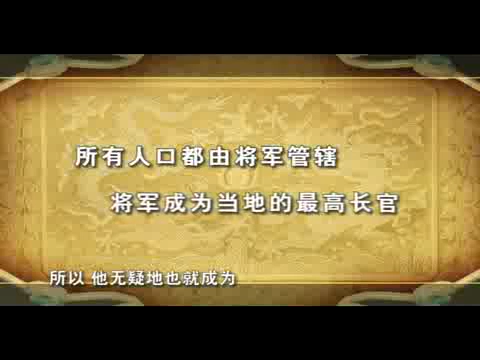 所有人口都由将军管辖
将军成为当地的最高长官
所以 他无疑地也就成为